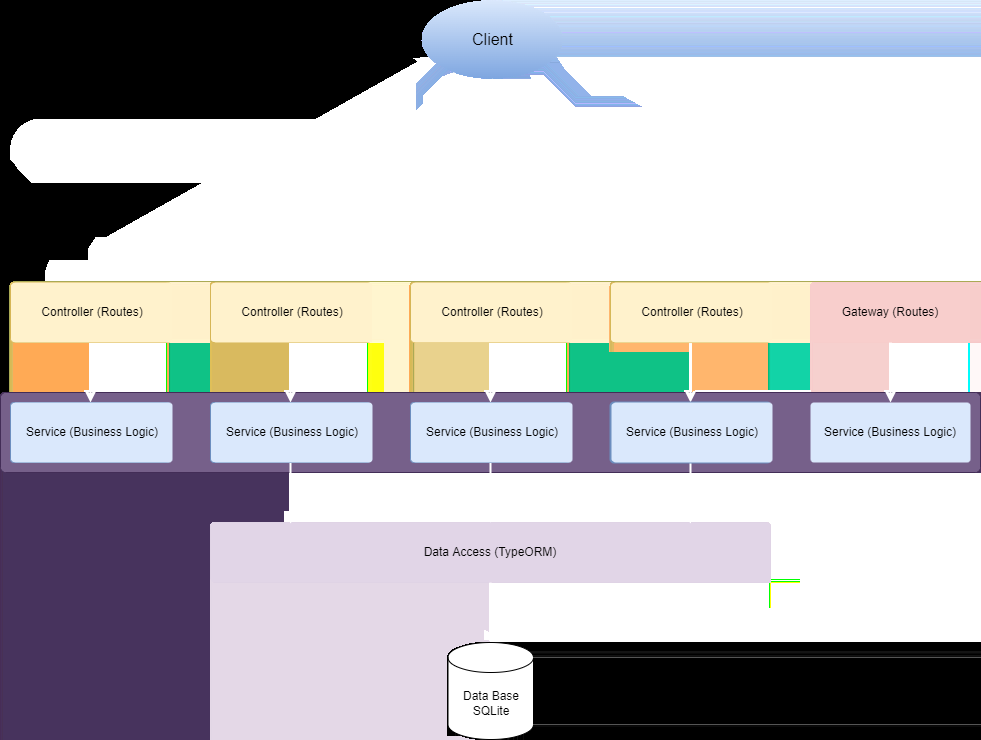 Client
Controller (Routes)
Controller (Routes)
Controller (Routes)
Controller (Routes)
Gateway (Routes)
Service (Business Logic)
Service (Business Logic)
Service (Business Logic)
Service (Business Logic)
Service (Business Logic)
Data Access (TypeORM)
Data Base
SQLite